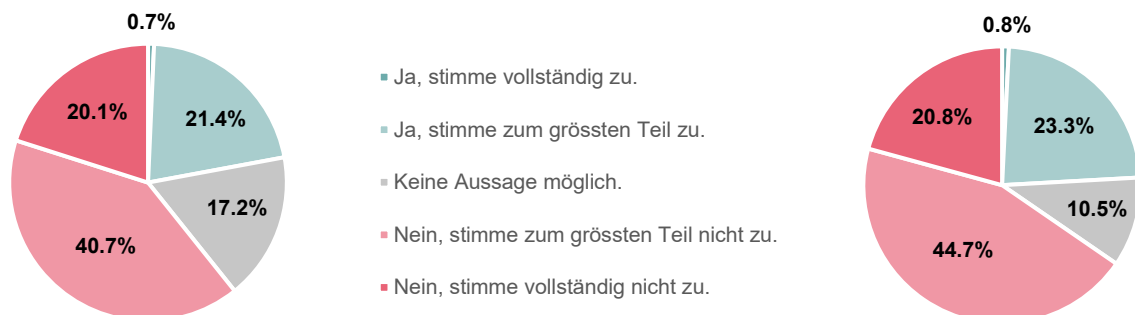 0.7%
20.1%
21.4%
17.2%
40.7%
Ja, stimme vollständig zu.
Ja, stimme zum grössten Teil zu.
Keine Aussage möglich.
Nein, stimme zum grössten Teil nicht zu.
Nein, stimme vollständig nicht zu.
0.8%
20.8%
23.3%
10.5%
44.7%